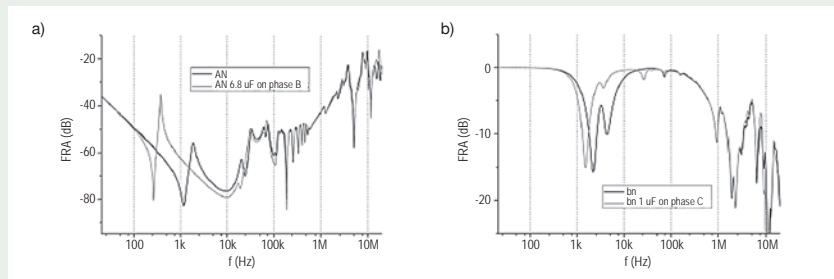 a)
-20
-40
-60
-80
FRA (dB)
AN
AN 6.8 uF on phase B
100 1k 10k 100k 1M 10M
f (Hz)
b)
0
-10
-20
FRA (dB)
bn
bn 1 uF on phase C
100 1k 10k 100k 1M 10M
f (Hz)